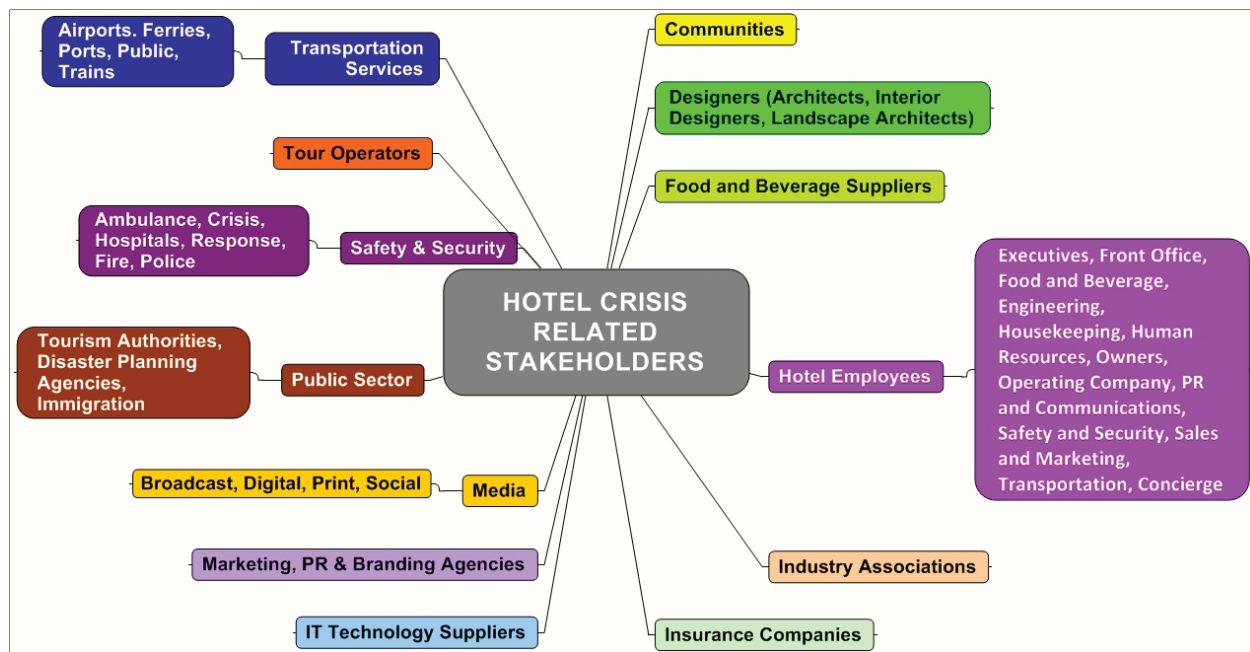 Airports. Ferries,
Ports, Public,
Trains
Transportation
Services
Tour Operators
Ambulance, Crisis,
Hospitals, Response,
Fire, Police
Safety & Security
Tourism Authorities,
Disaster Planning
Agencies,
Immigration
Public Sector
Broadcast, Digital, Print, Social
Media
Marketing, PR & Branding Agencies
IT Technology Suppliers
HOTEL CRISIS
RELATED
STAKEHOLDERS
Communities
Designers (Architects, Interior
Designers, Landscape Architects)
Food and Beverage Suppliers
Hotel Employees
Executives, Front Office,
Food and Beverage,
Engineering,
Housekeeping, Human
Resources, Owners,
Operating Company, PR
and Communications,
Safety and Security, Sales
and Marketing,
Transportation, Concierge
Industry Associations
Insurance Companies